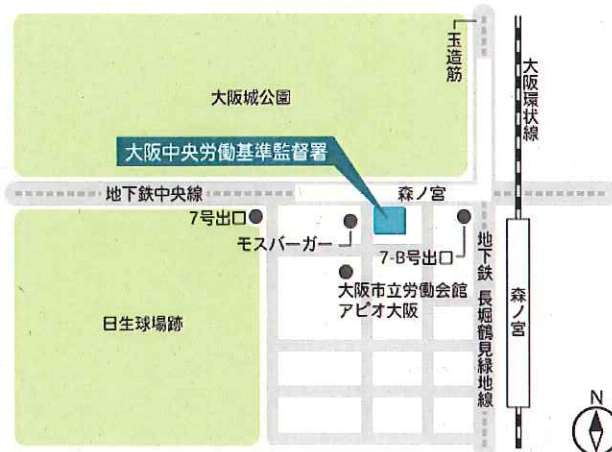 玉造筋
大阪環状線
大阪城公園
大阪中央労働基準監督署
地下鉄中央線
森ノ宮
7号出口
モスバーガー
7-B号出口
大阪市立労働会館
アピオ大阪
日生球場跡
地下鉄 長堀鶴見緑地線
森ノ宮
N